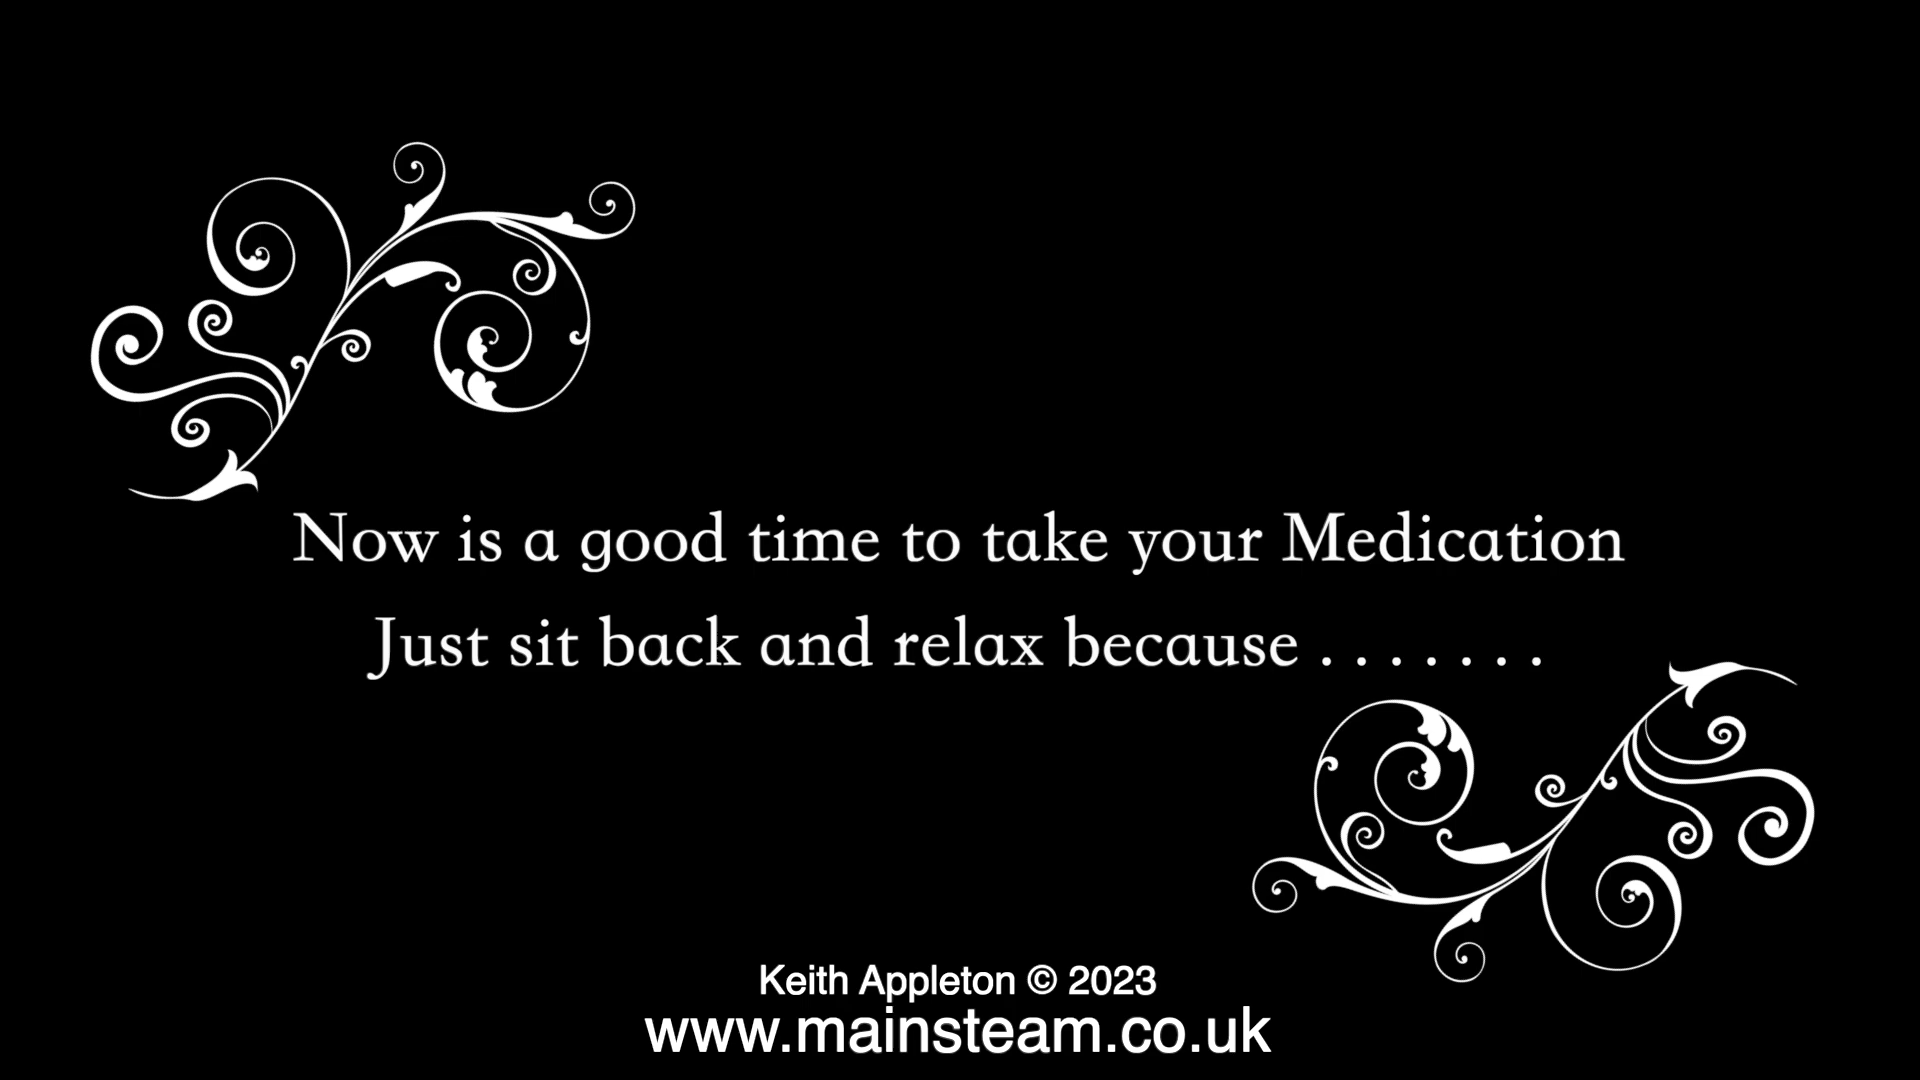 Now is a good time to take your Medication
Just sit back and relax because . . . . . . .
Keith Appleton © 2023
www.mainsteam.co.uk